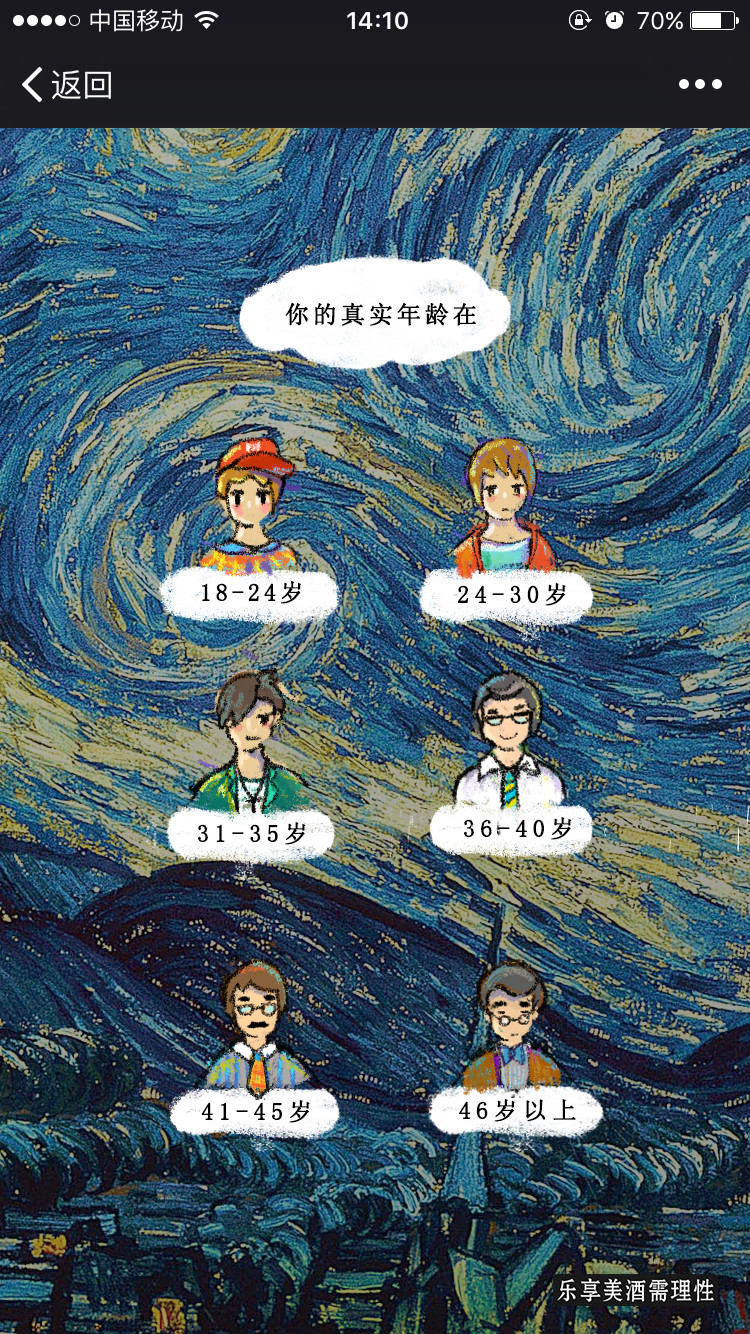 中国移动 14:10 70%
返回
你的真实年龄在
18-24岁 24-30岁
31-35岁 36-40岁
41-45岁 46岁以上
乐享美酒需理性